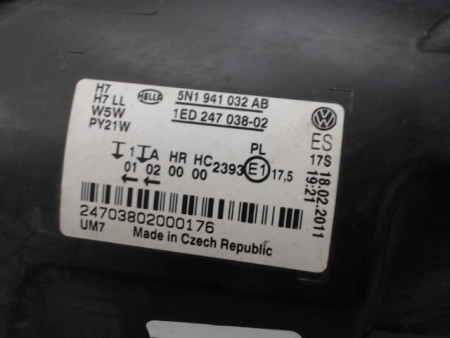 H7
H7 LL
W5W
PY21W
HELLA
5N1 941 032 AB
1ED 247 038-02
ES
17S
18.02.2011
19:21
PL
1 A HR HC 2393 E1 17,5
01 02 00 00
24703802000176
UM7 Made in Czech Republic